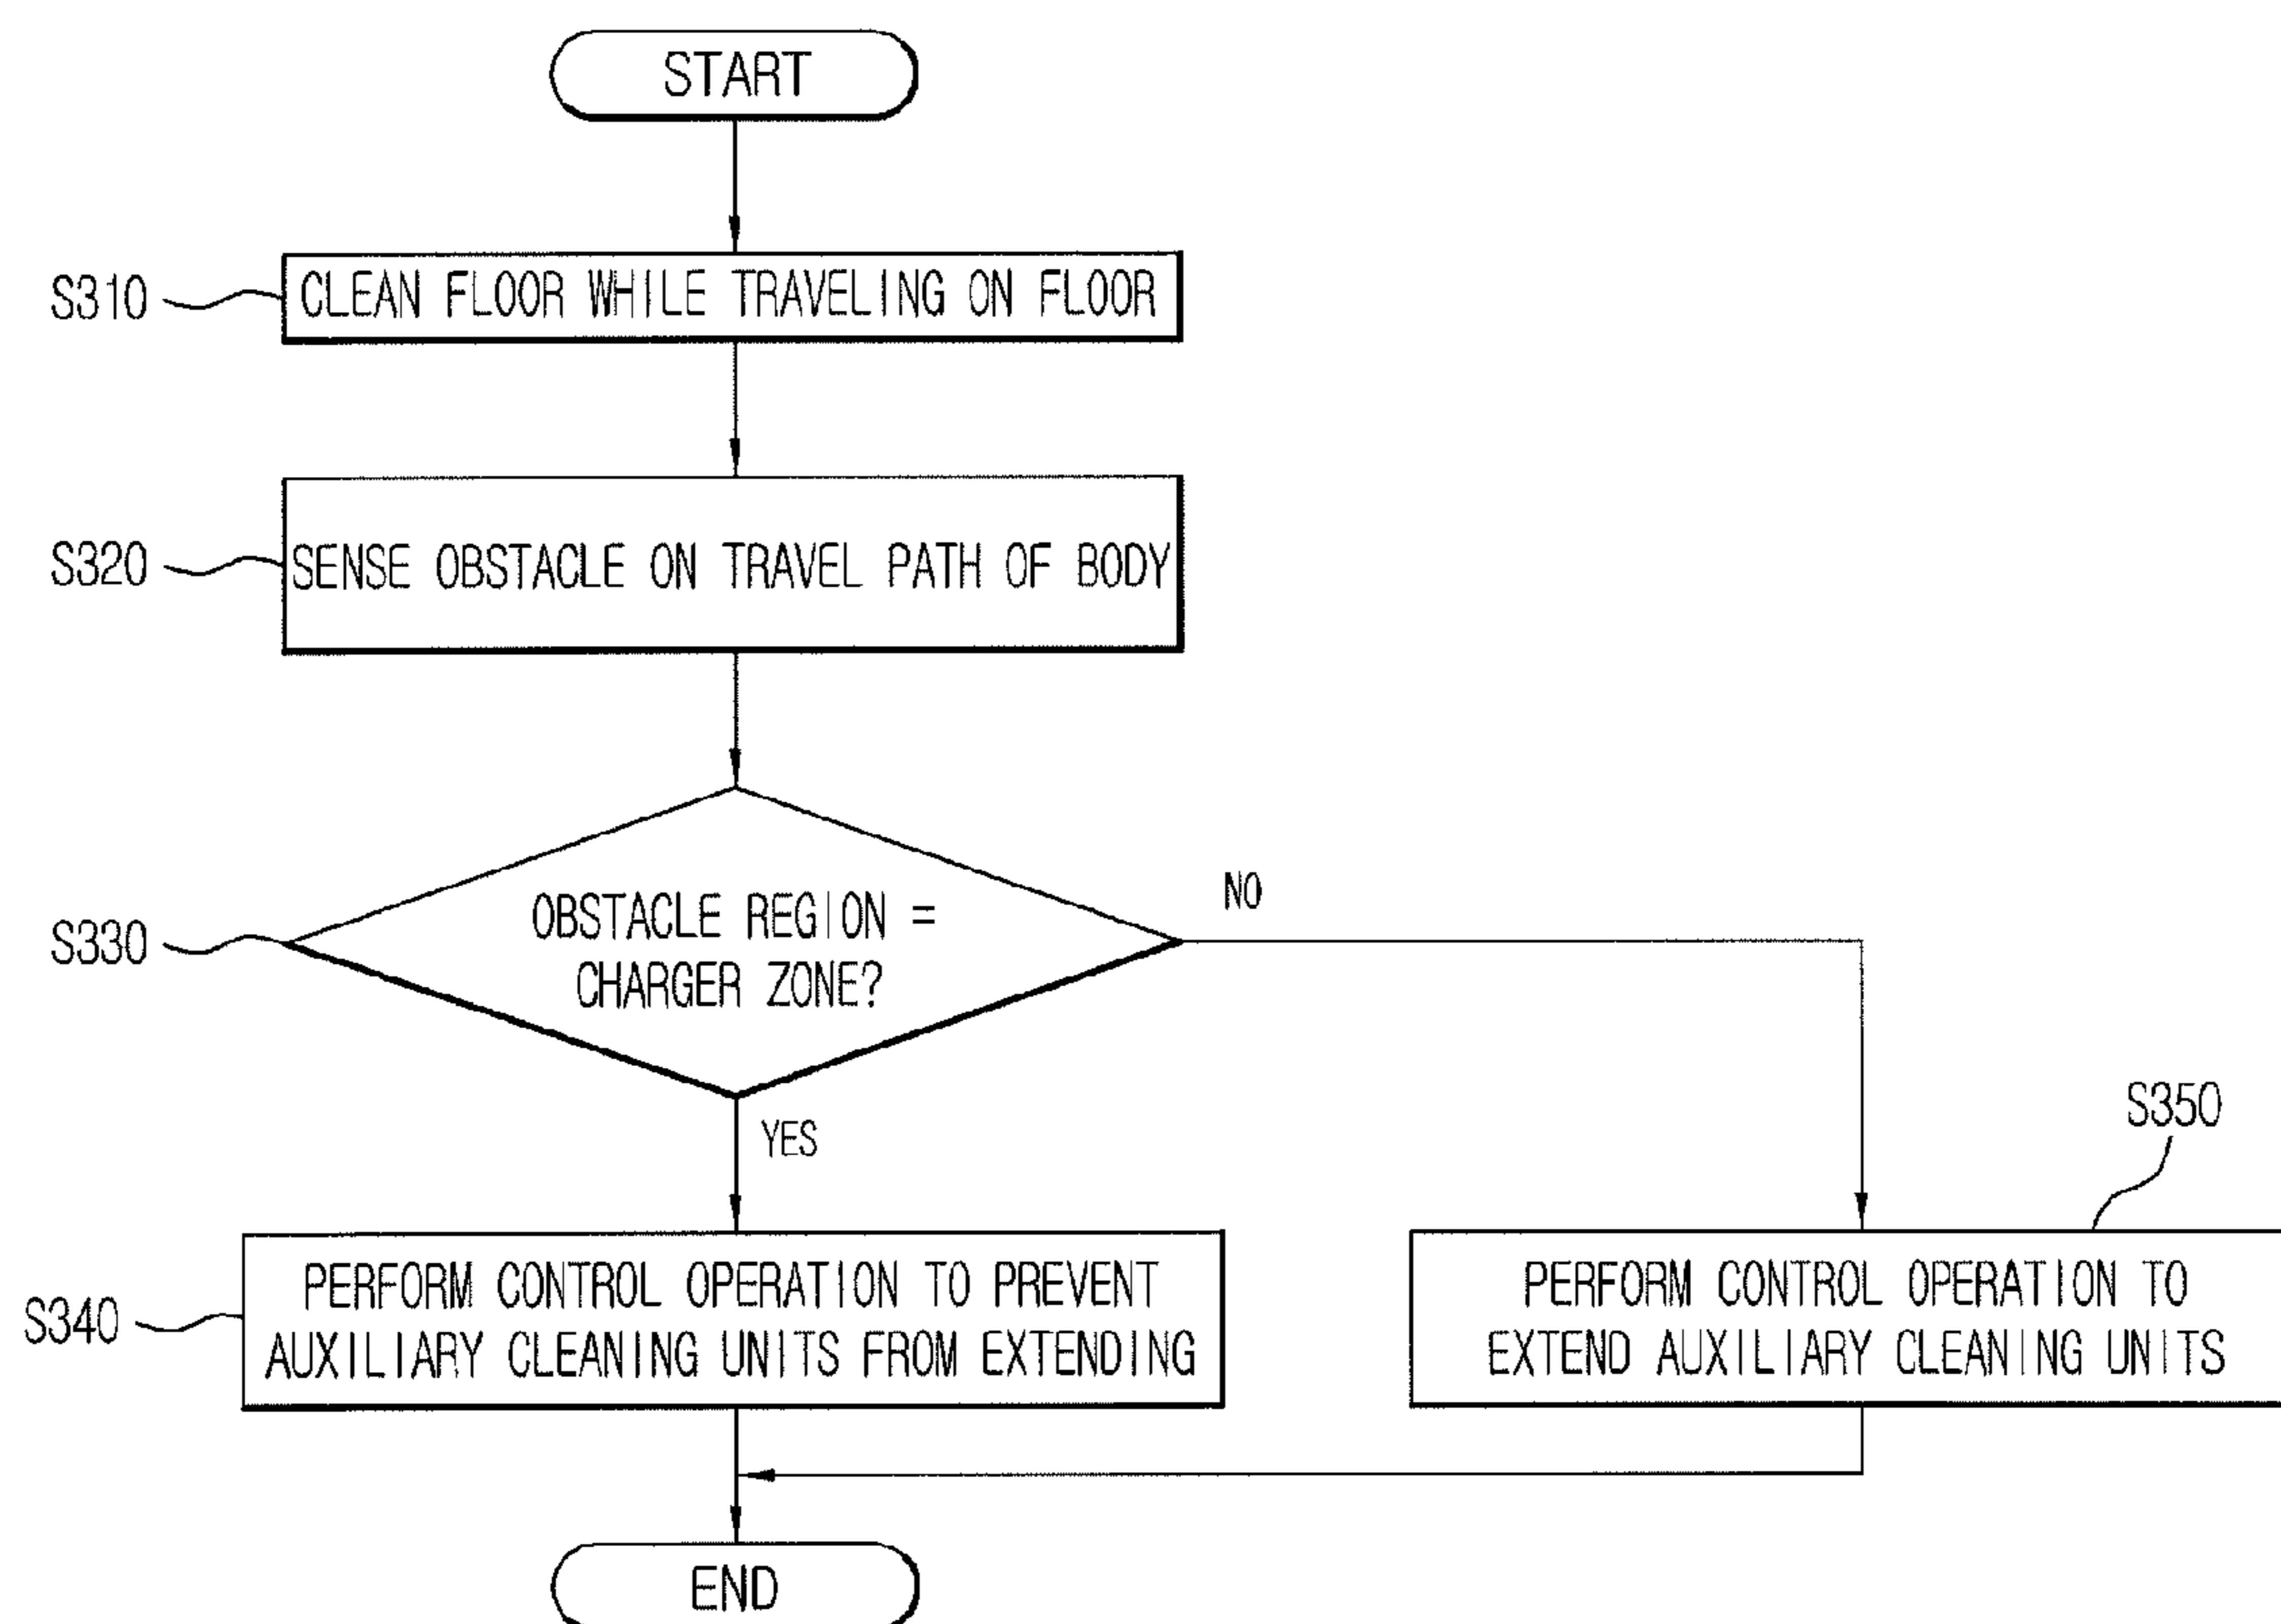 START
S310
CLEAN FLOOR WHILE TRAVELING ON FLOOR
S320
SENSE OBSTACLE ON TRAVEL PATH OF BODY
S330
OBSTACLE REGION =
CHARGER ZONE?
NO
YES
S340
PERFORM CONTROL OPERATION TO PREVENT
AUXILIARY CLEANING UNITS FROM EXTENDING
S350
PERFORM CONTROL OPERATION TO
EXTEND AUXILIARY CLEANING UNITS
END